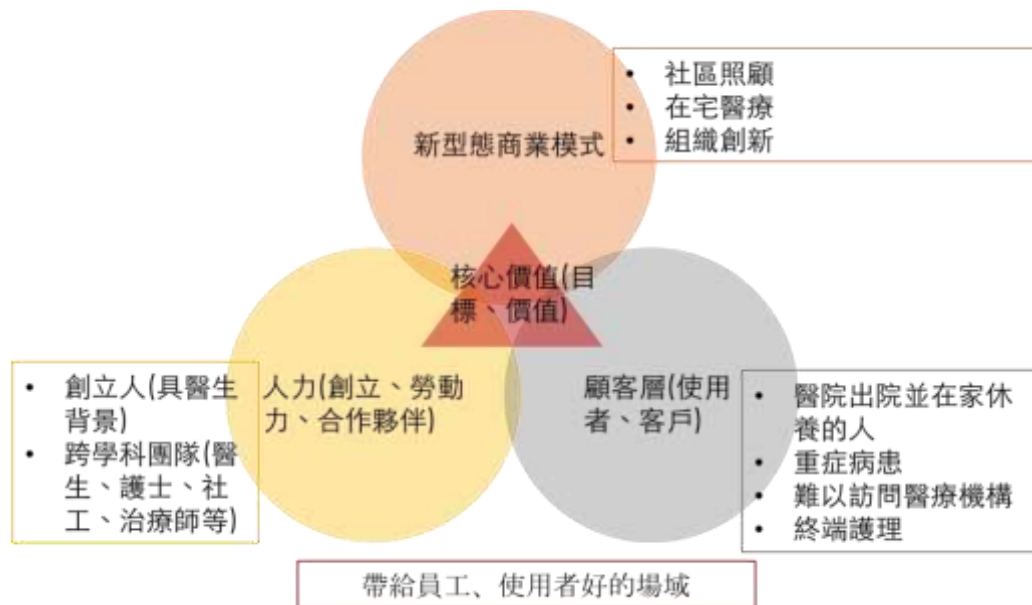 新型態商業模式
• 社區照顧
• 在宅醫療
• 組織創新
核心價值(目
標、價值)
• 創立人(具醫生
背景)
• 跨學科團隊(醫
生、護士、社
工、治療師等)
人力(創立、勞動
力、合作夥伴)
顧客層(使用
者、客戶)
• 醫院出院並在家休
養的人
• 重症病患
• 難以訪問醫療機構
• 終端護理
帶給員工、使用者好的場域